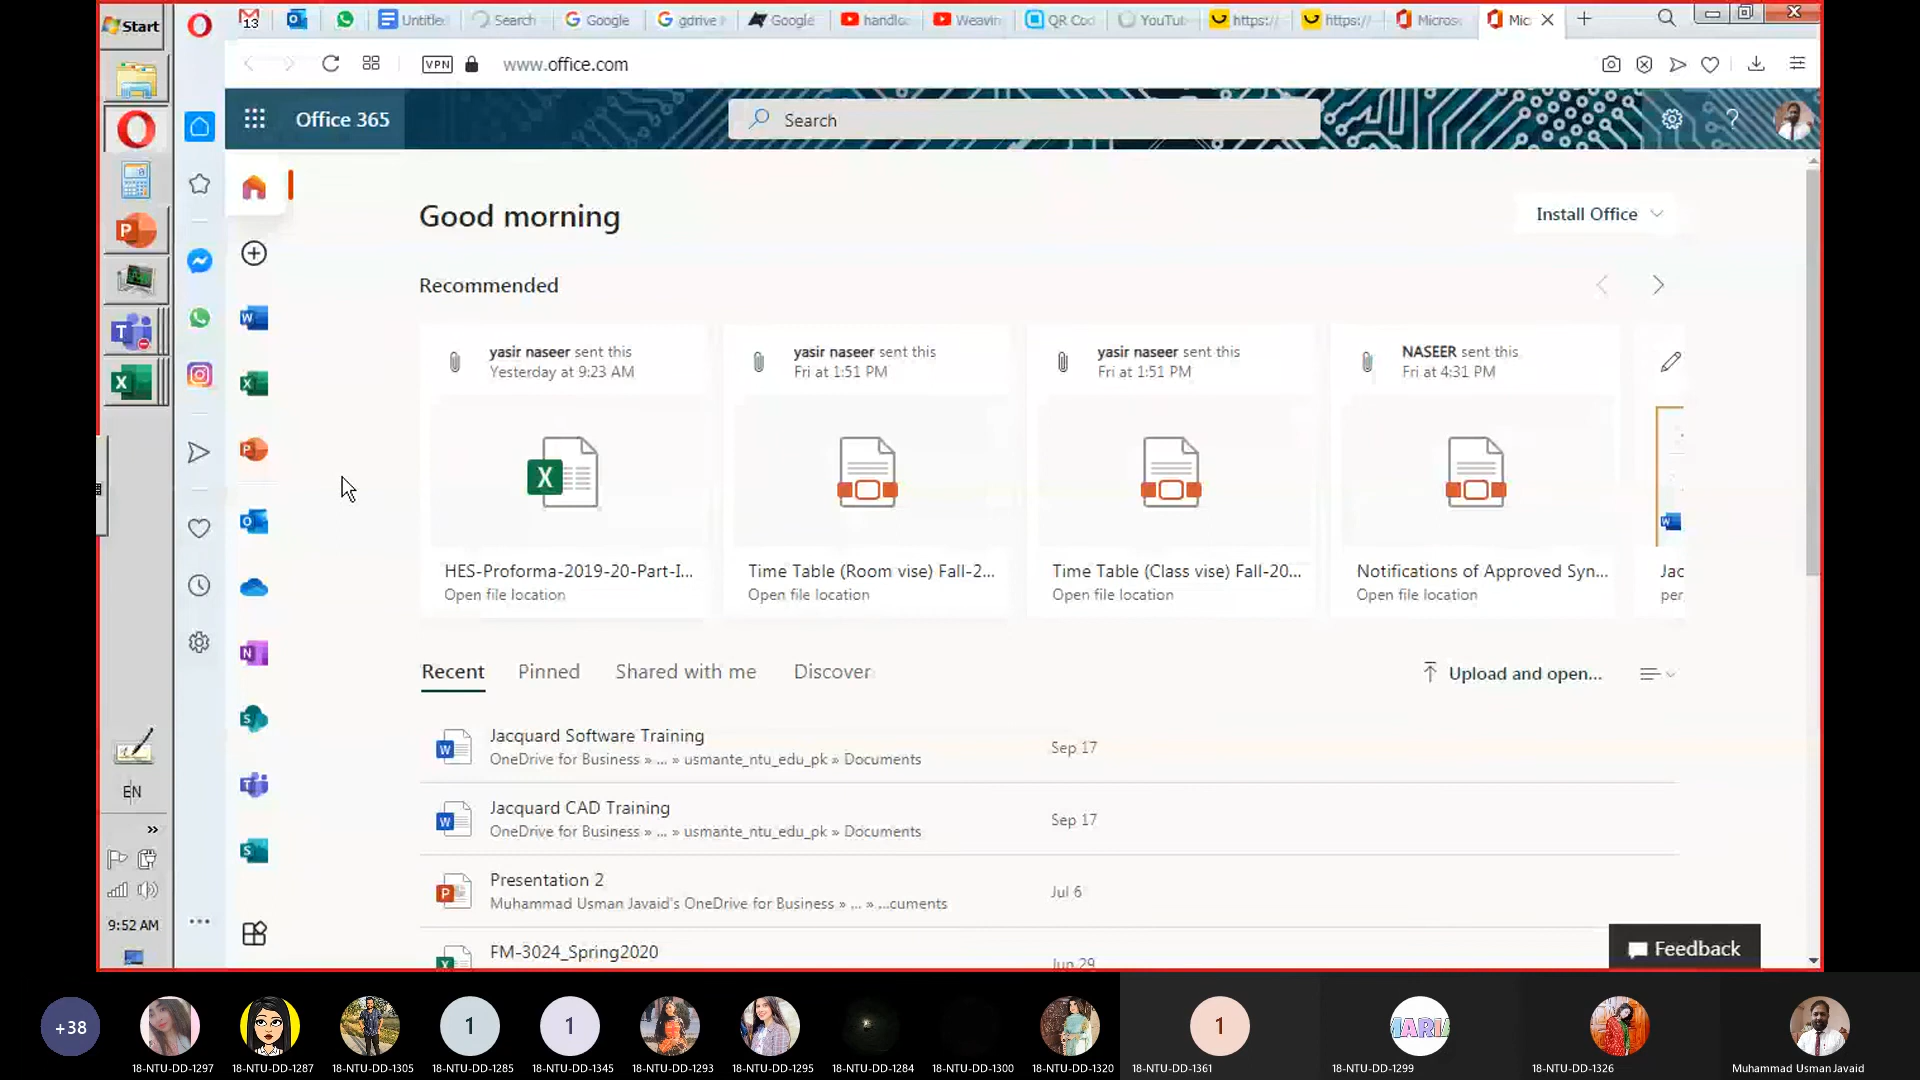 Start
13
Untitle
Search
Google
gdrive
Google
handlo
Weavin
QR Cod
YouTub
https:/
https:/
Micros
Mic
VPN
www.office.com
Office 365
Search
Good morning
Install Office
Recommended
yasir naseer sent this
Yesterday at 9:23 AM
yasir naseer sent this
Fri at 1:51 PM
yasir naseer sent this
Fri at 1:51 PM
NASEER sent this
Fri at 4:31 PM
HES-Proforma-2019-20-Part-I...
Open file location
Time Table (Room vise) Fall-2...
Open file location
Time Table (Class vise) Fall-20...
Open file location
Notifications of Approved Syn...
Open file location
Jac
per
Recent
Pinned
Shared with me
Discover
Upload and open...
Jacquard Software Training
OneDrive for Business » ... » usmante_ntu_edu_pk » Documents
Sep 17
Jacquard CAD Training
OneDrive for Business » ... » usmante_ntu_edu_pk » Documents
Sep 17
Presentation 2
Muhammad Usman Javaid's OneDrive for Business » ... » ...cuments
Jul 6
FM-3024_Spring2020
Jun 29
Feedback
EN
9:52 AM
+38
1
1
1
MARIA
18-NTU-DD-1297
18-NTU-DD-1287
18-NTU-DD-1305
18-NTU-DD-1285
18-NTU-DD-1345
18-NTU-DD-1293
18-NTU-DD-1295
18-NTU-DD-1284
18-NTU-DD-1300
18-NTU-DD-1320
18-NTU-DD-1361
18-NTU-DD-1299
18-NTU-DD-1326
Muhammad Usman Javaid